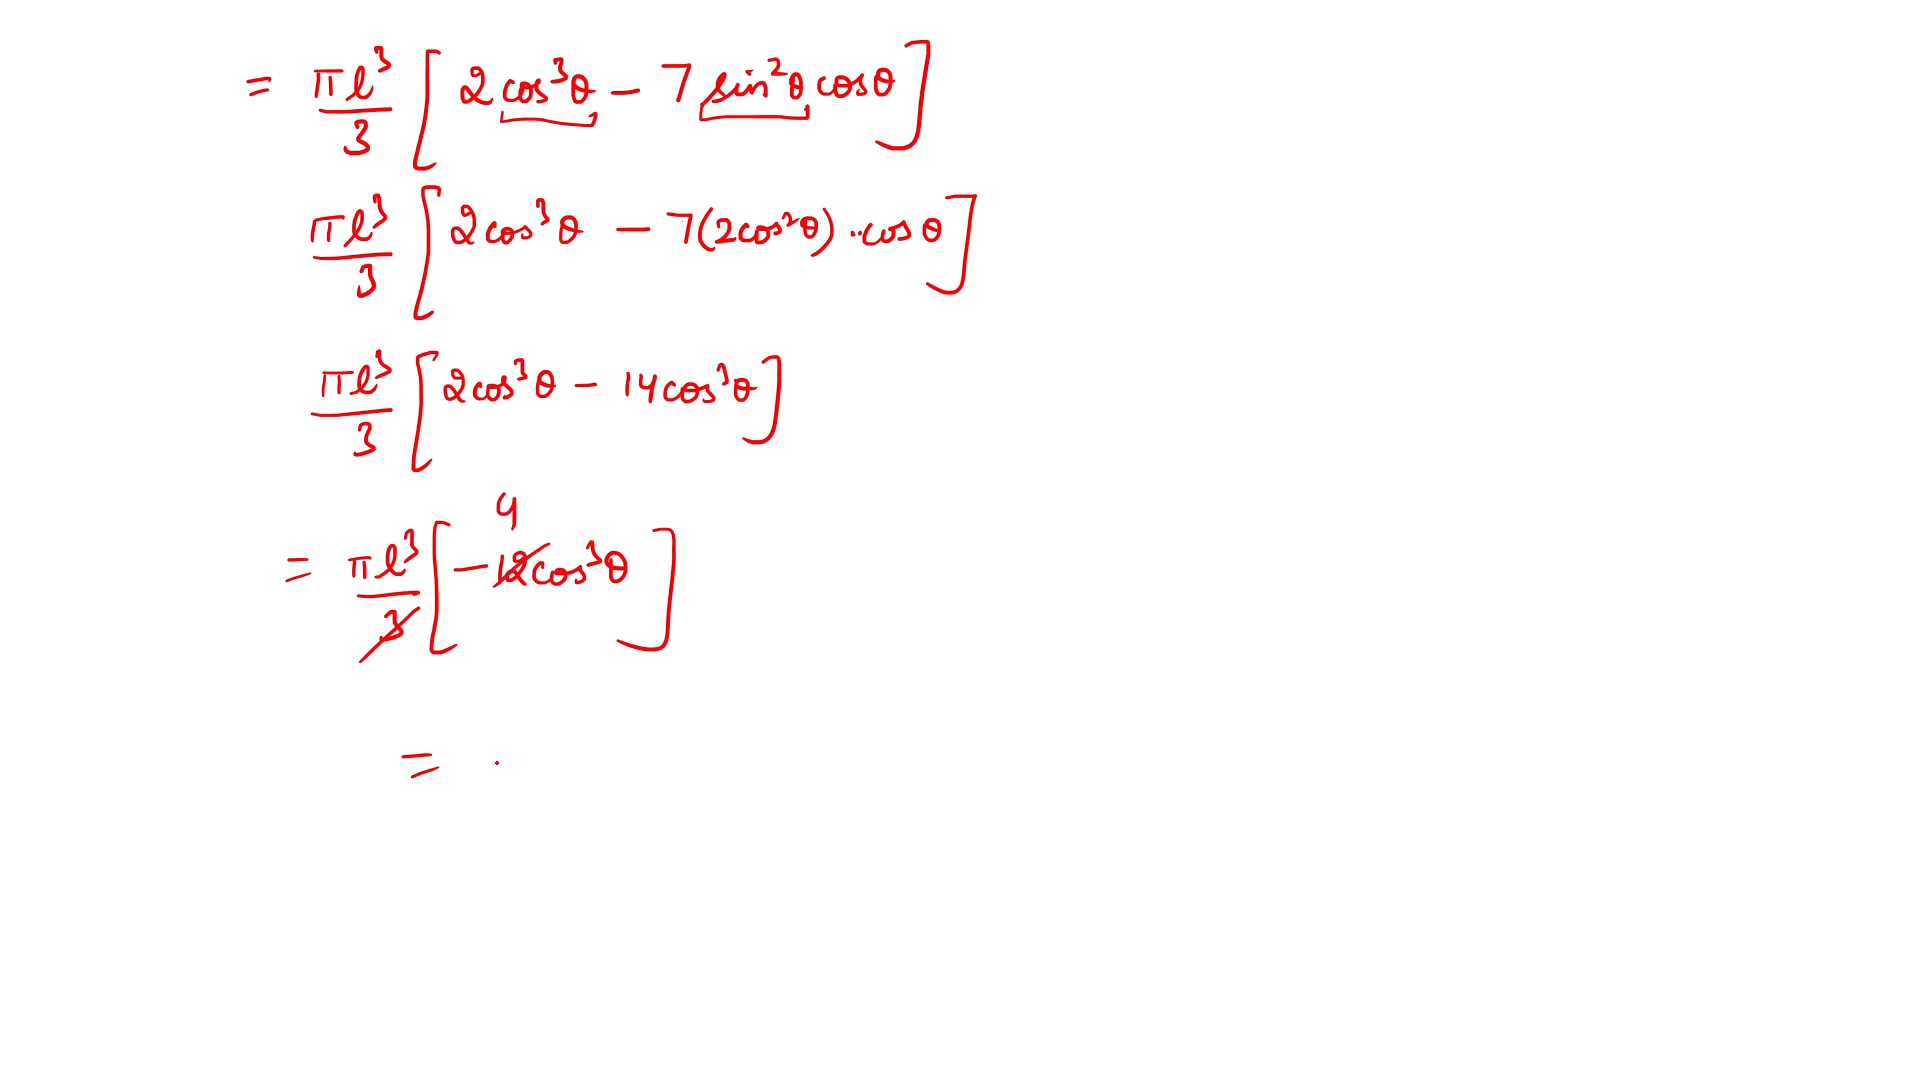 = πl³/3 [2cos³θ − 7 sin²θ cosθ]
πl³/3 [2cos³θ − 7(2cos²θ)..cosθ]
πl³/3 [2cos³θ − 14cos³θ]
4
= πl³/3 [−12cos³θ]
= .